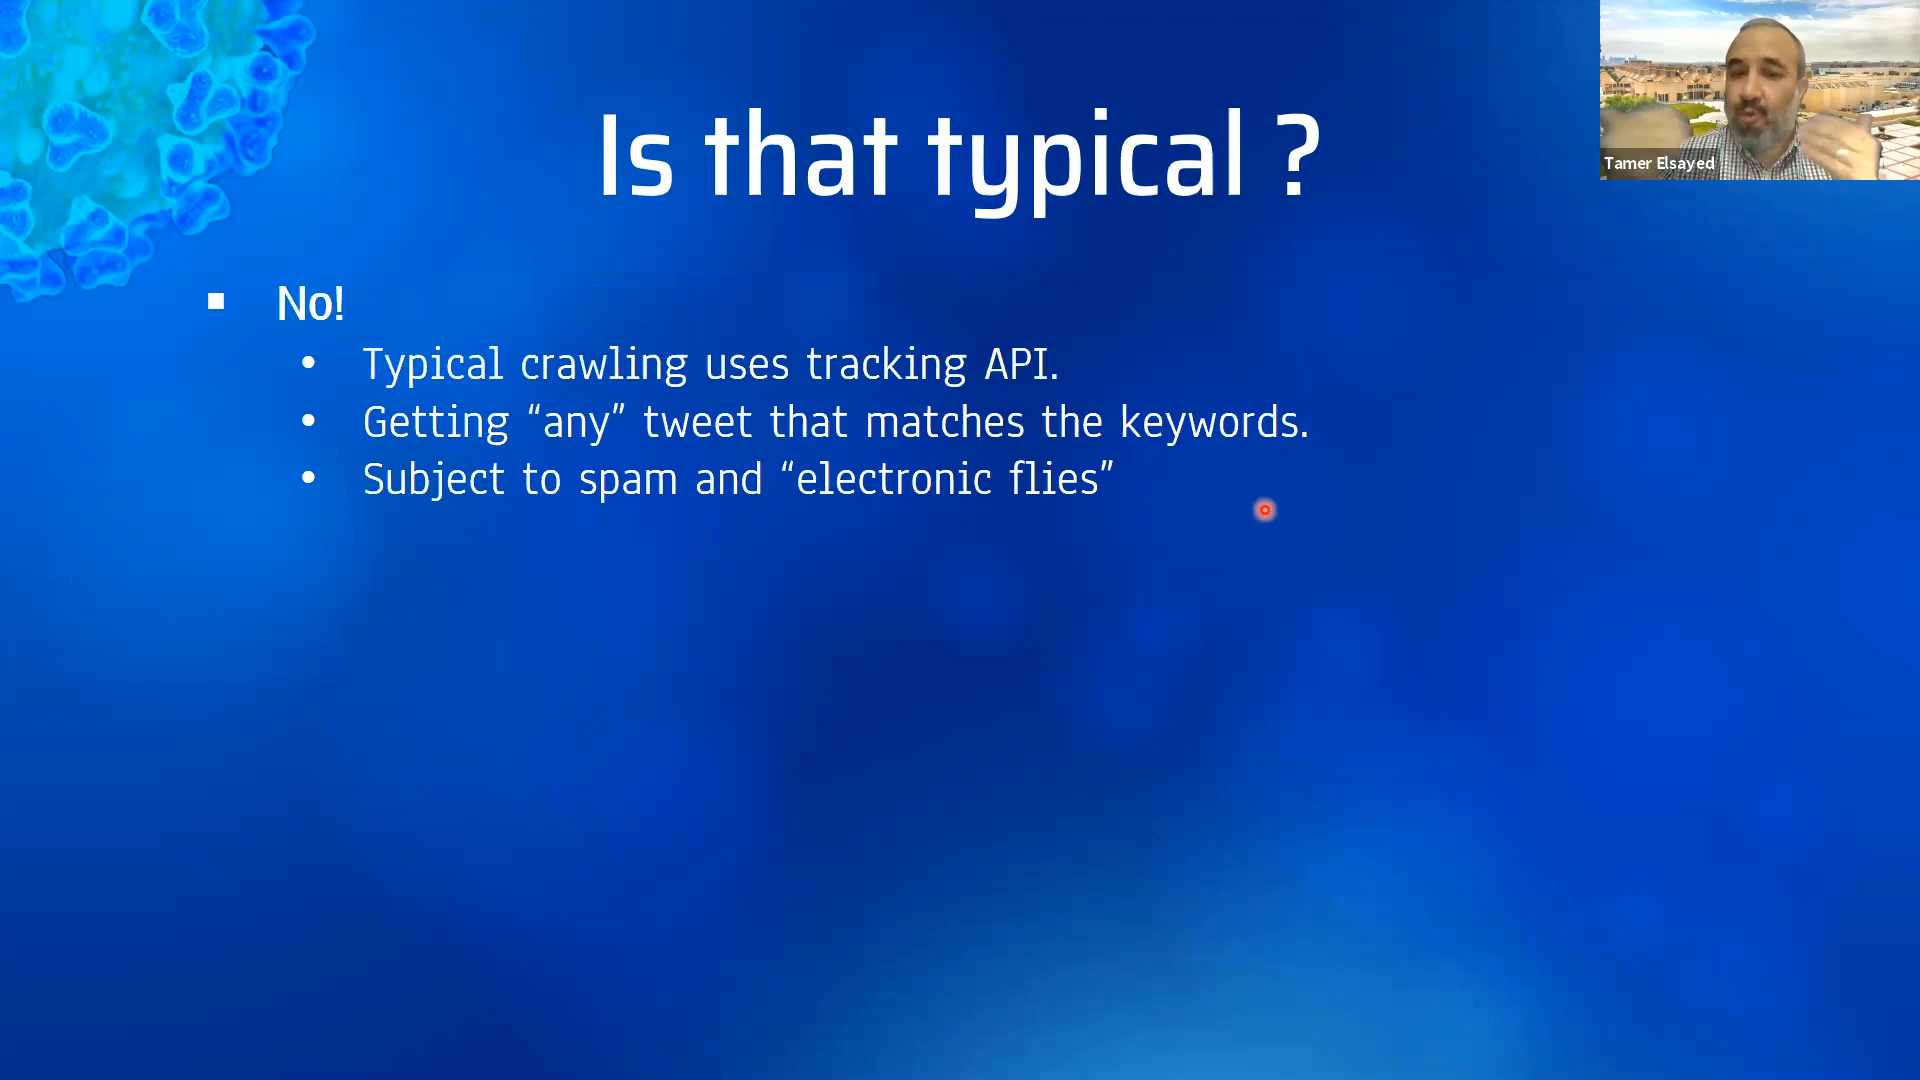 Is that typical ?
Tamer Elsayed
▪ No!
• Typical crawling uses tracking API.
• Getting “any” tweet that matches the keywords.
• Subject to spam and “electronic flies”